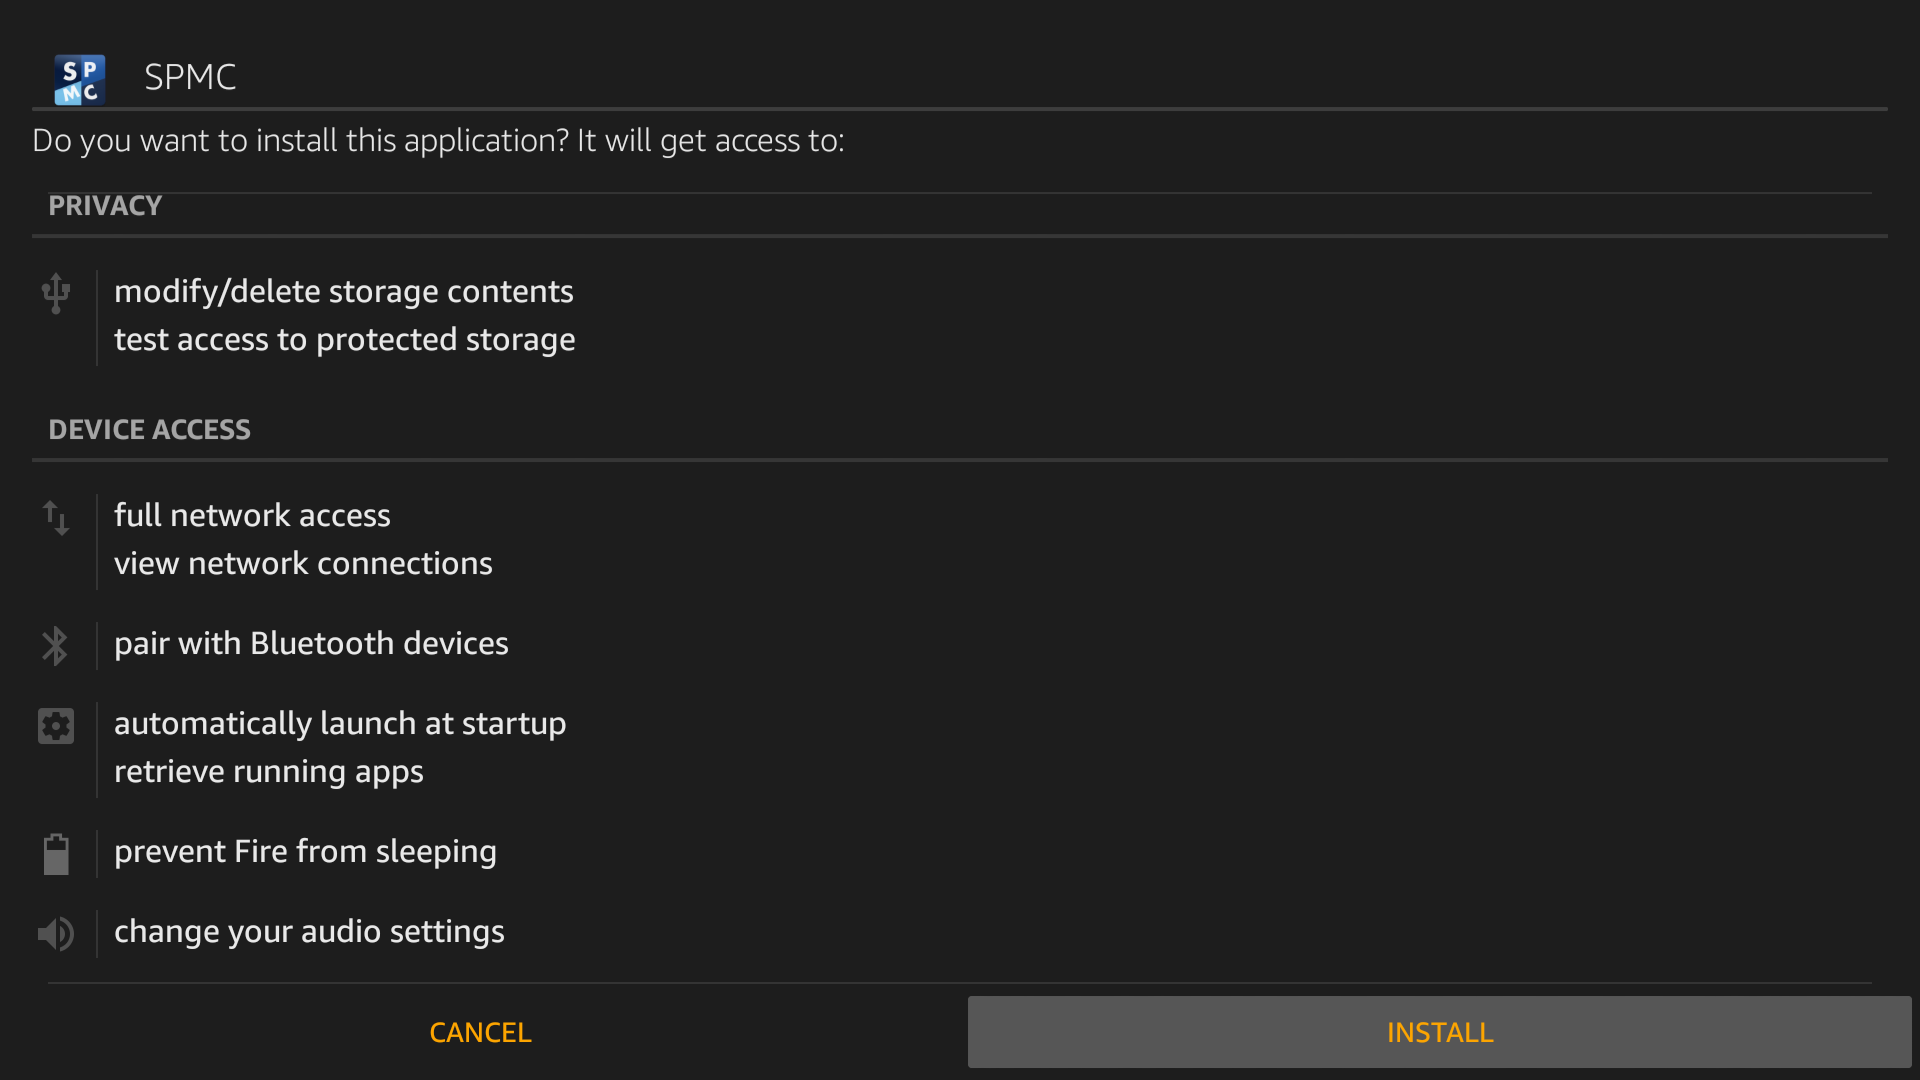 SP
MC
SPMC
Do you want to install this application? It will get access to:
PRIVACY
modify/delete storage contents
test access to protected storage
DEVICE ACCESS
full network access
view network connections
pair with Bluetooth devices
automatically launch at startup
retrieve running apps
prevent Fire from sleeping
change your audio settings
CANCEL
INSTALL